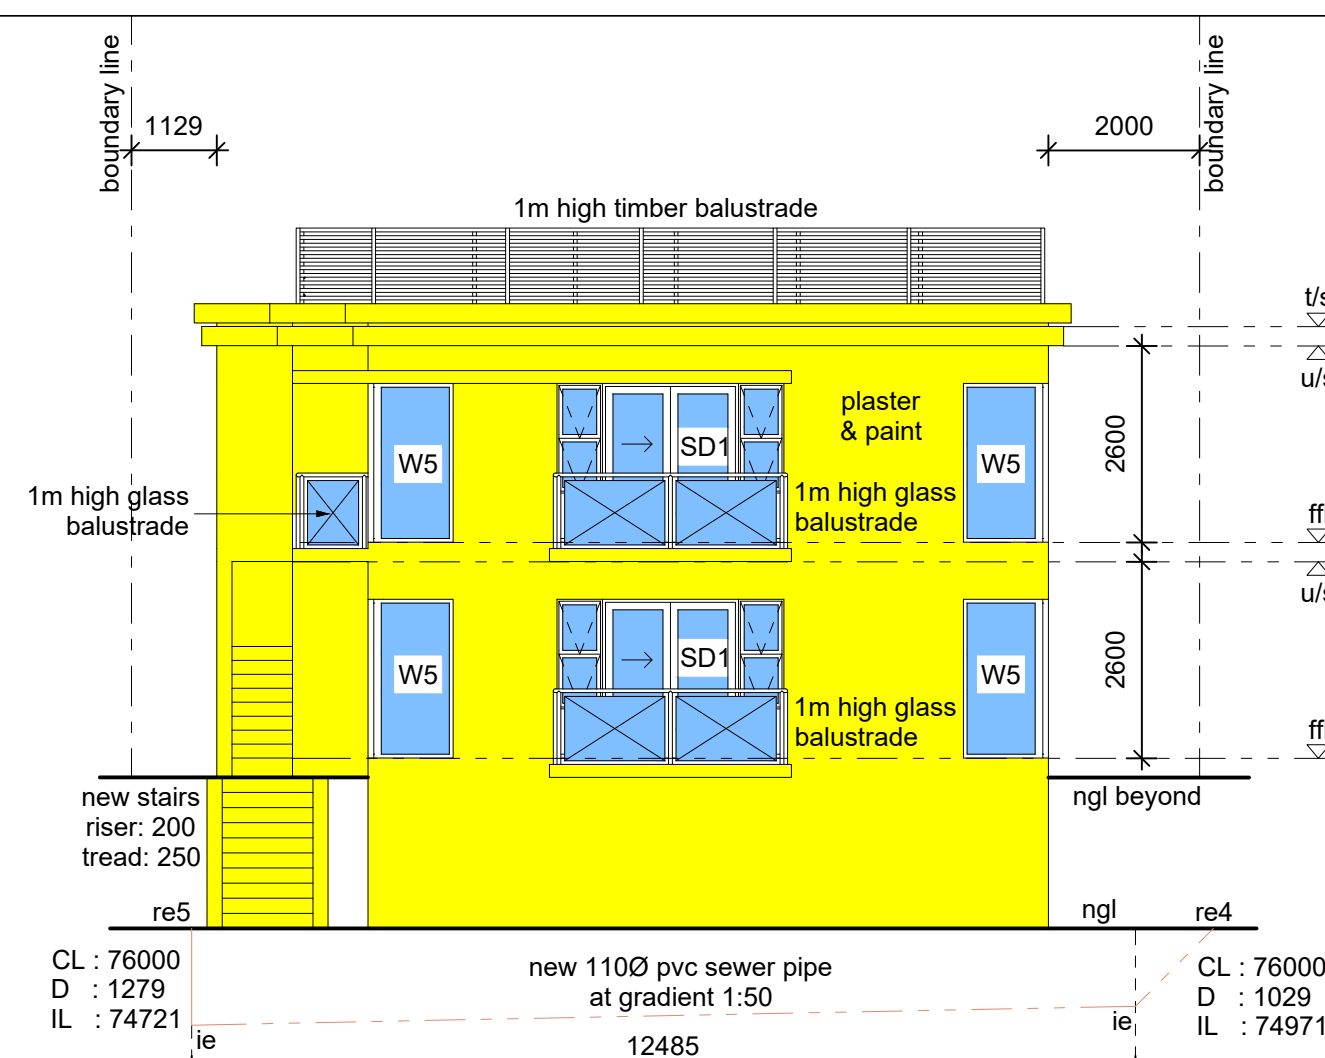 boundary line
boundary line
1129
2000
1m high timber balustrade
t/s
u/s
plaster
& paint
2600
W5
SD1
W5
1m high glass
balustrade
1m high glass
balustrade
ffl
u/s
2600
W5
SD1
W5
1m high glass
balustrade
ffl
new stairs
riser: 200
tread: 250
ngl beyond
re5
ngl
re4
CL : 76000
D : 1279
IL : 74721
new 110Ø pvc sewer pipe
at gradient 1:50
CL : 76000
D : 1029
IL : 74971
ie
ie
12485